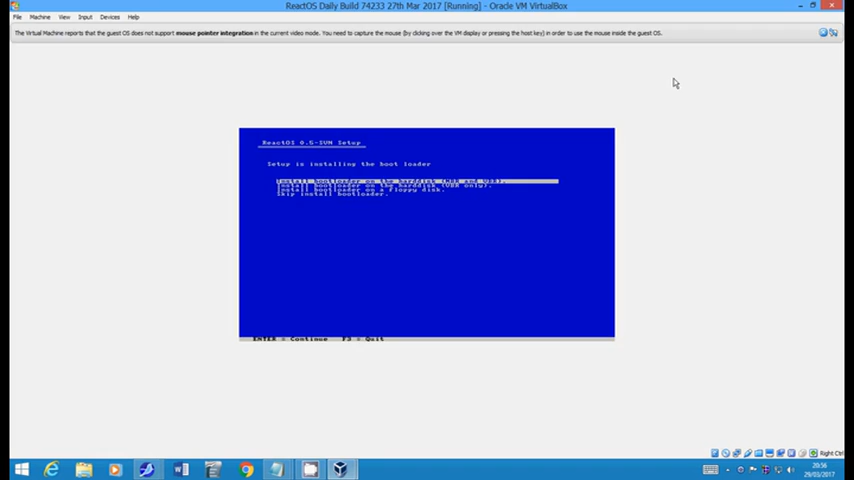 ReactOS Daily Build 74233 27th Mar 2017 [Running] - Oracle VM VirtualBox
File Machine View Input Devices Help
The Virtual Machine reports that the guest OS does not support mouse pointer integration in the current video mode. You need to capture the mouse (by clicking over the VM display or pressing the host key) in order to use the mouse inside the guest OS.
ReactOS 0.5-SVN Setup
Setup is installing the boot loader
Install bootloader on the harddisk (MBR and VBR).
Install bootloader on the harddisk (VBR only).
Install bootloader on a floppy disk.
Skip install bootloader.
ENTER = Continue F3 = Quit
Right Ctrl
20:56
29/03/2017